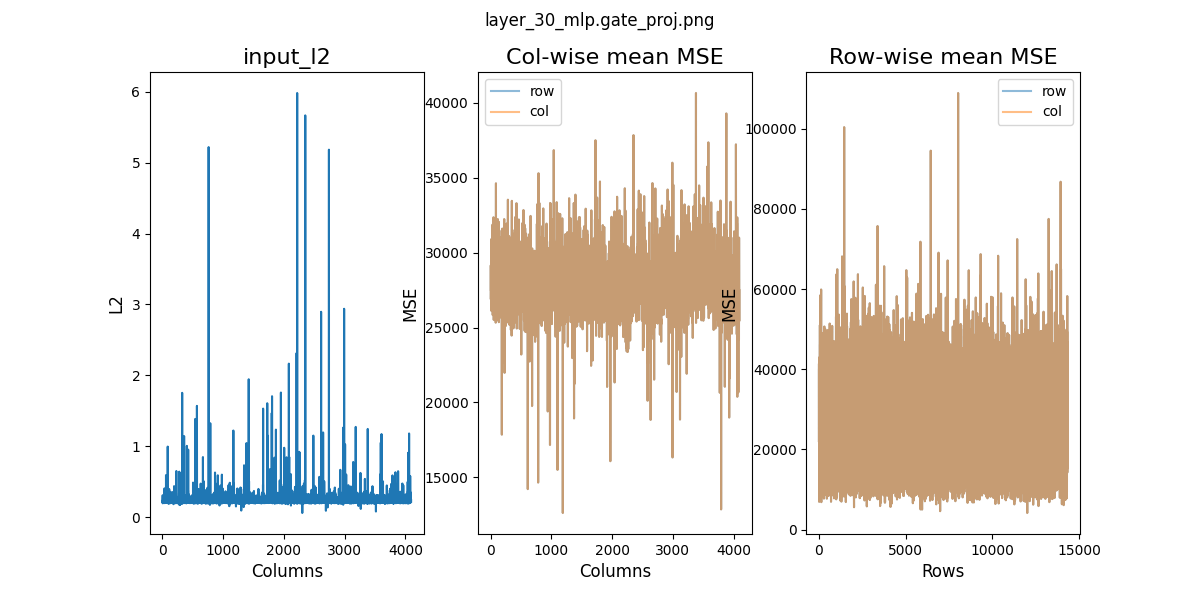 layer_30_mlp.gate_proj.png
input_l2
L2
6
5
4
3
2
1
0
0 1000 2000 3000 4000
Columns
Col-wise mean MSE
row
col
MSE
40000
35000
30000
25000
20000
15000
0 1000 2000 3000 4000
Columns
Row-wise mean MSE
row
col
MSE
100000
80000
60000
40000
20000
0
0 5000 10000 15000
Rows